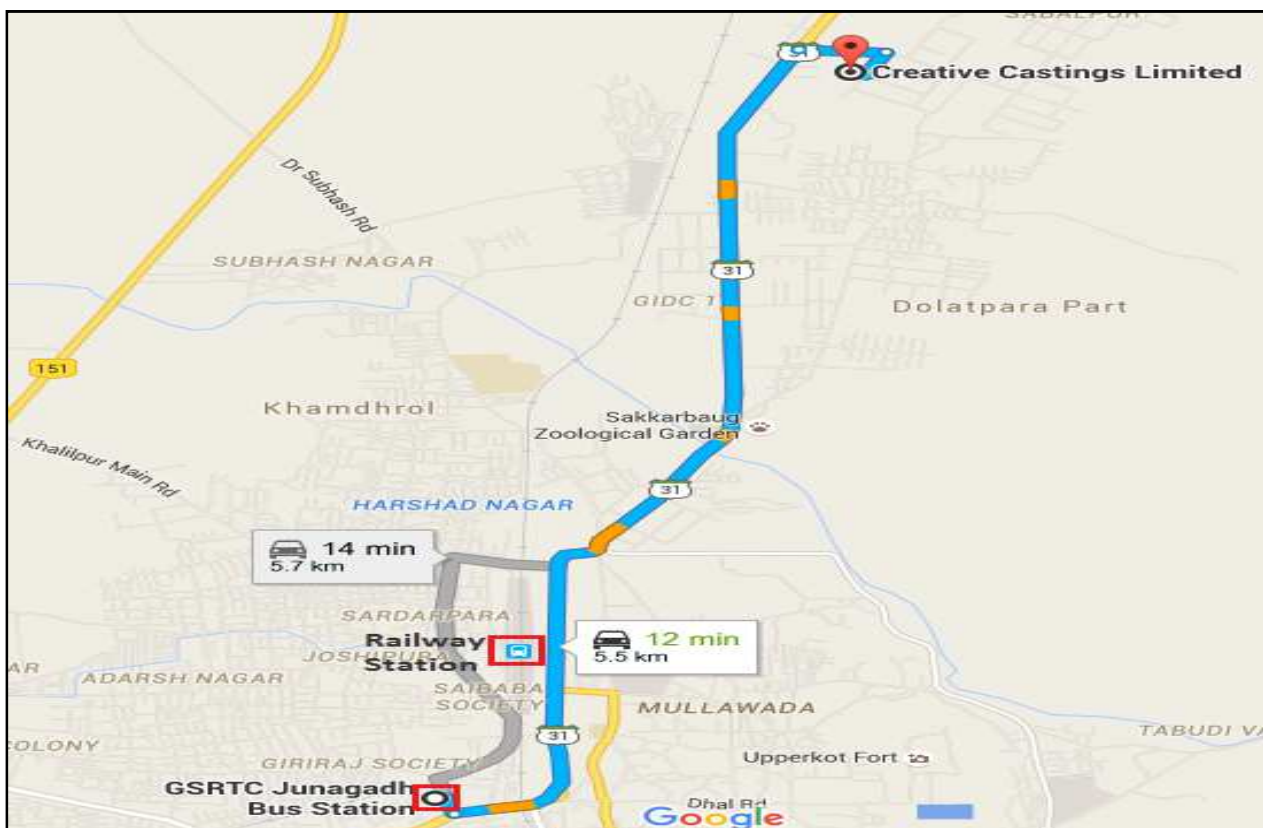 SABALPUR
Creative Castings Limited
Dr Subhash Rd
SUBHASH NAGAR
31
GIDC 1
Dolatpara Part
151
Khamdhrol
Sakkarbaug
Zoological Garden
Khalilpur Main Rd
31
HARSHAD NAGAR
14 min
5.7 km
SARDARPARA
12 min
5.5 km
Railway
Station
JOSHIPURA
AR
ADARSH NAGAR
SAIBABA
SOCIETY
MULLAWADA
31
TABUDI VA
COLONY
GIRIRAJ SOCIETY
Upperkot Fort
GSRTC Junagadh
Bus Station
Dhal Rd
Google